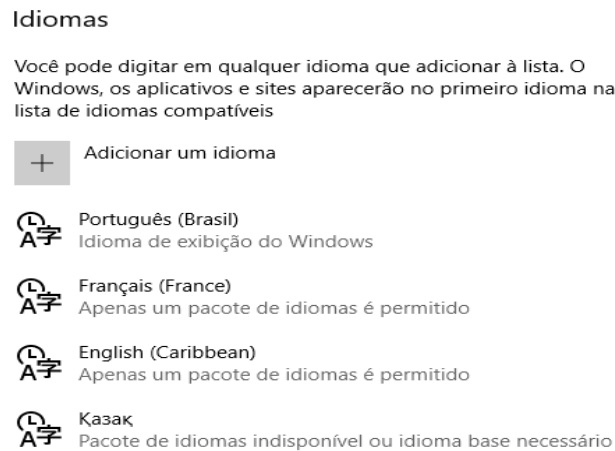 Idiomas
Você pode digitar em qualquer idioma que adicionar à lista. O
Windows, os aplicativos e sites aparecerão no primeiro idioma na
lista de idiomas compatíveis
Adicionar um idioma
Português (Brasil)
Idioma de exibição do Windows
Français (France)
Apenas um pacote de idiomas é permitido
English (Caribbean)
Apenas um pacote de idiomas é permitido
Қазақ
Pacote de idiomas indisponível ou idioma base necessário